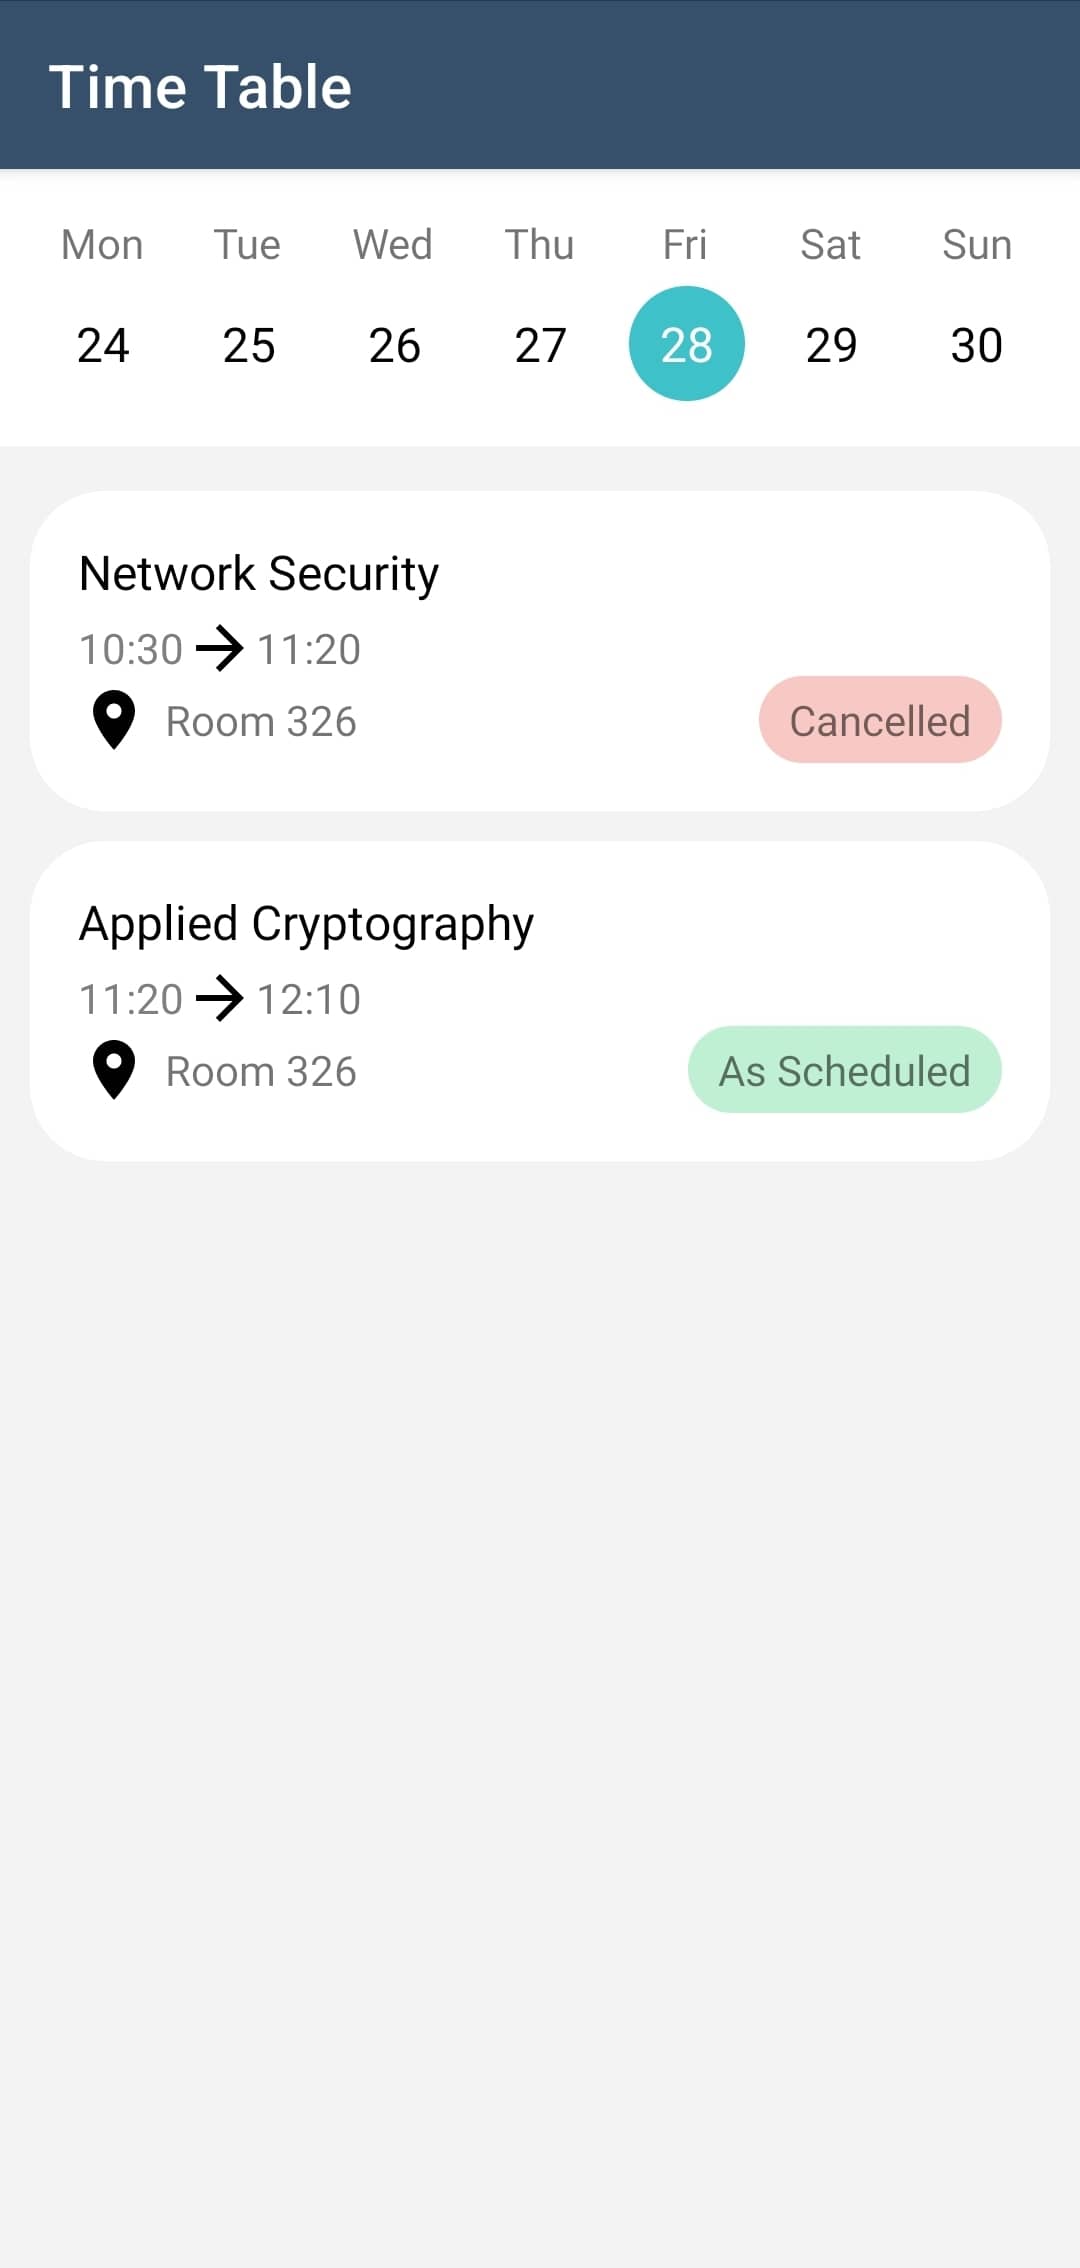 Time Table
Mon Tue Wed Thu Fri Sat Sun
24 25 26 27 28 29 30
Network Security
10:30 → 11:20
Room 326 Cancelled
Applied Cryptography
11:20 → 12:10
Room 326 As Scheduled